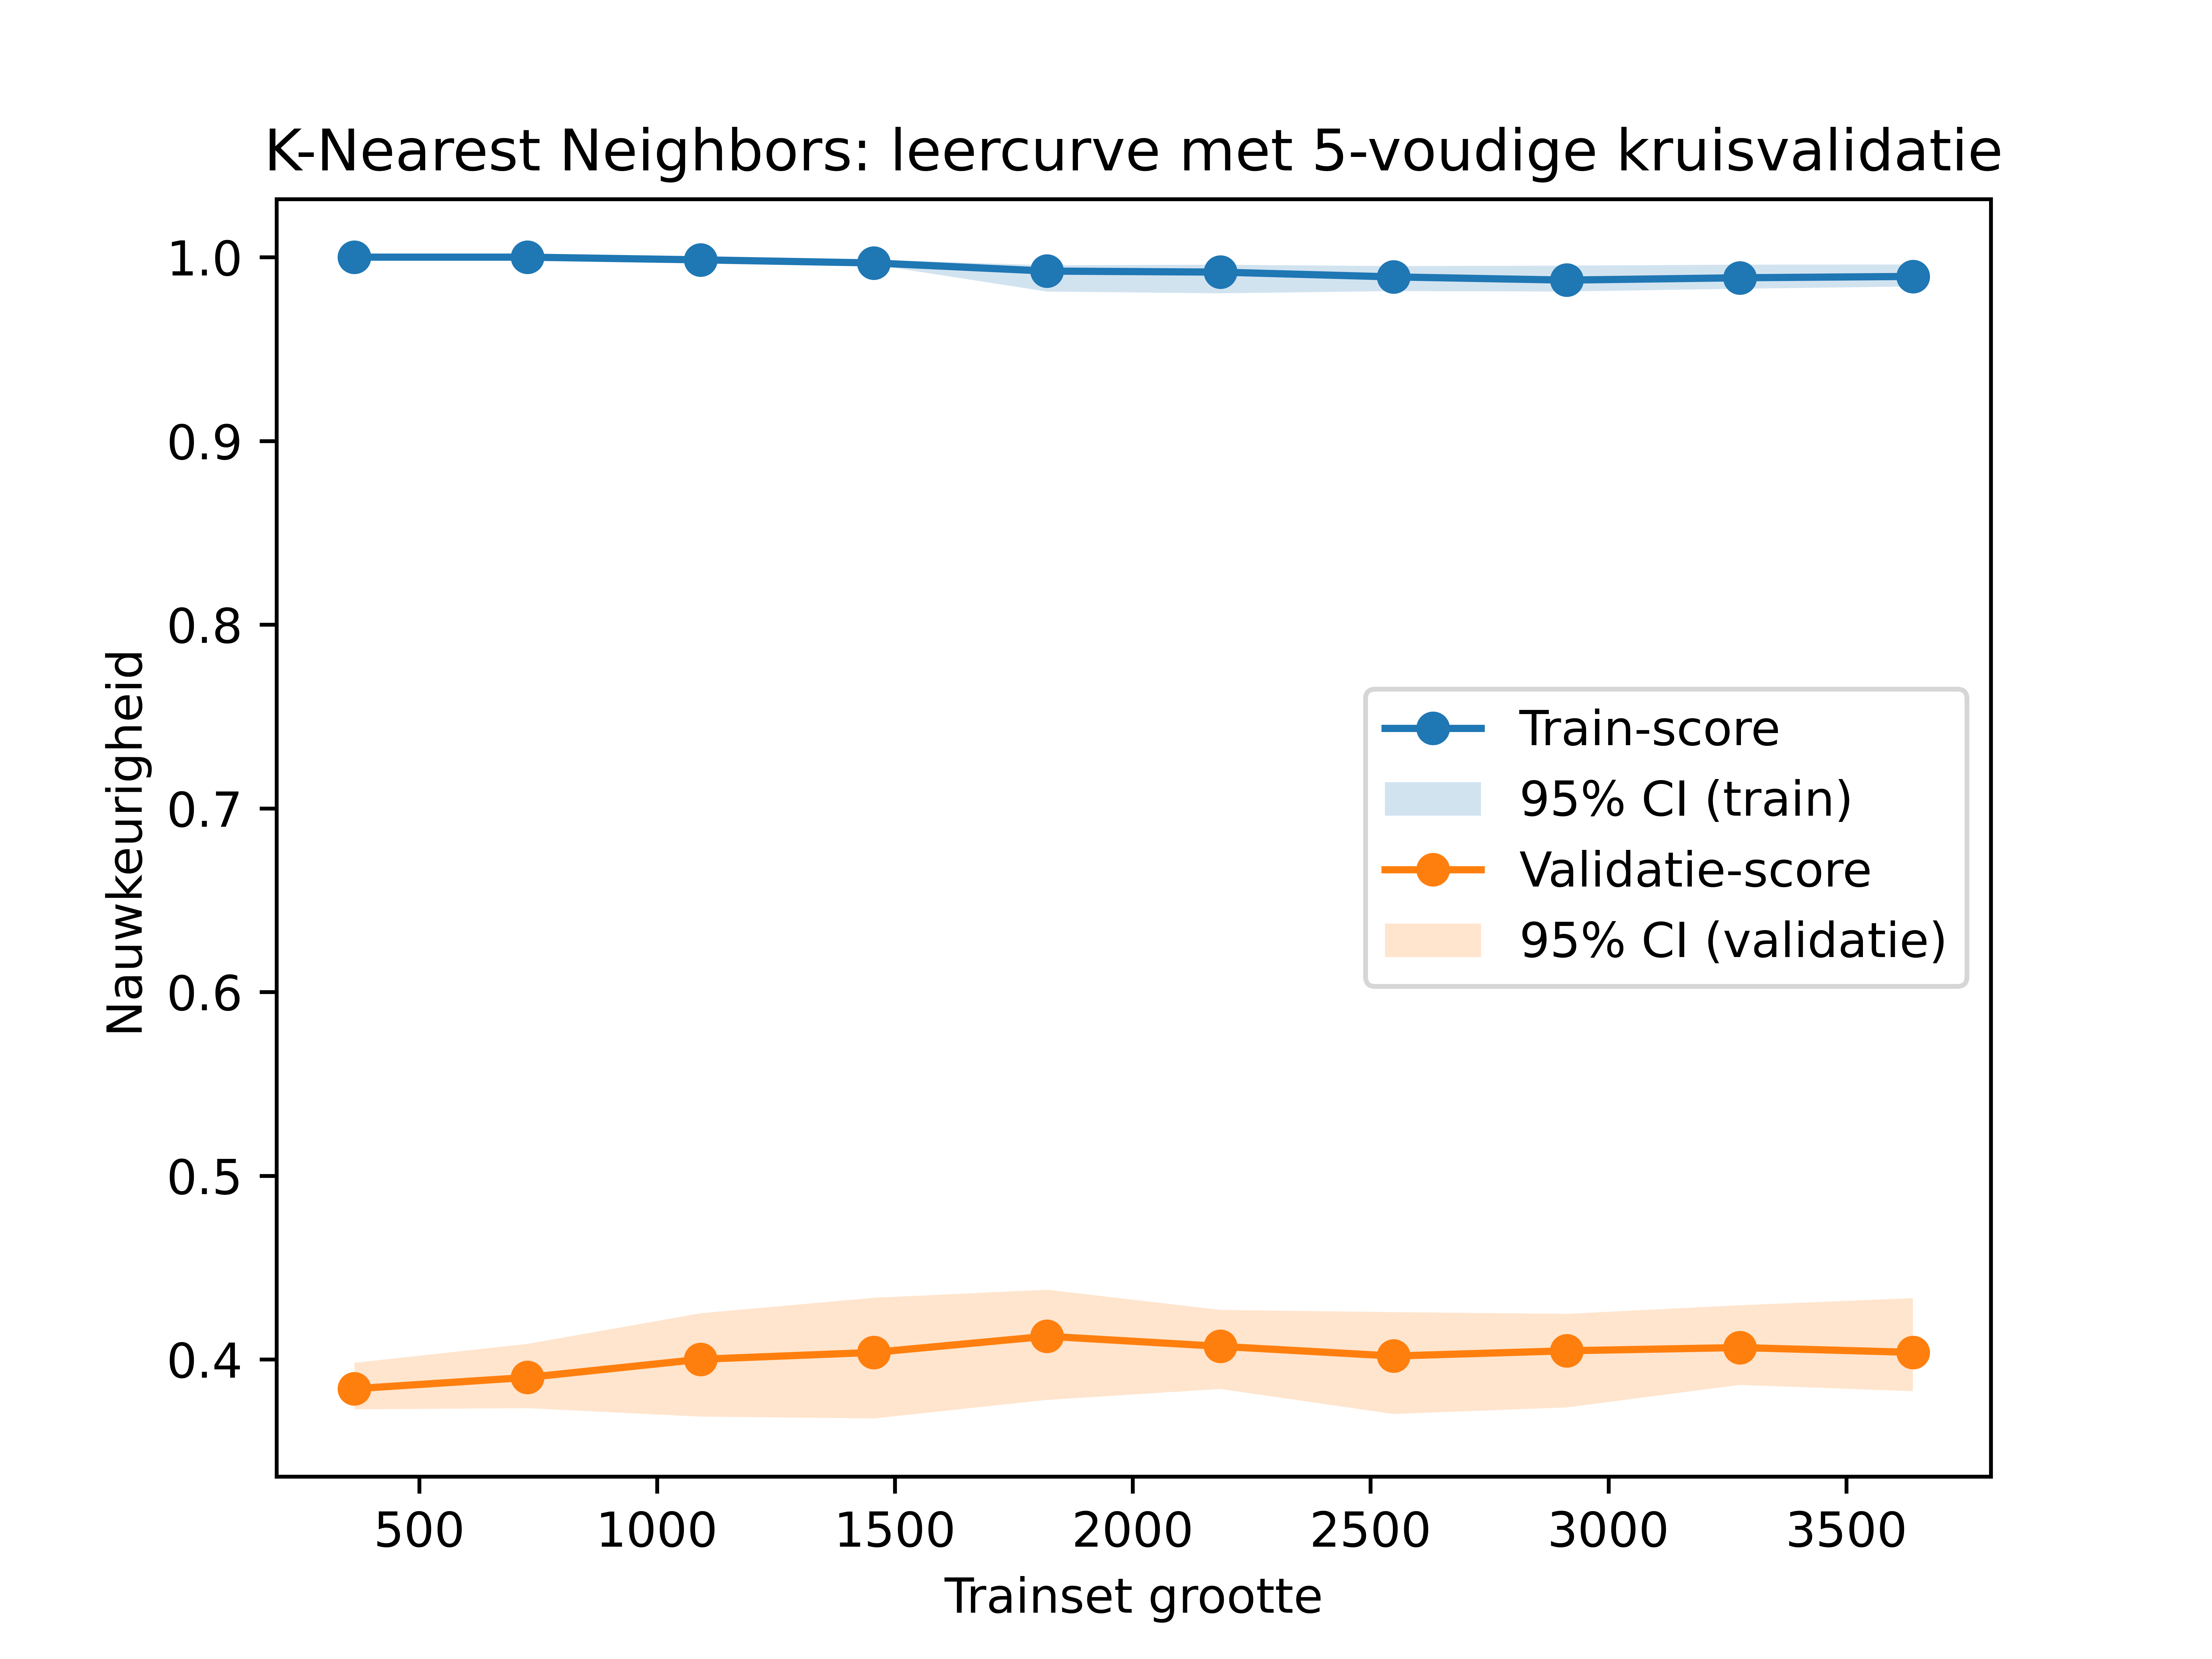 K-Nearest Neighbors: leercurve met 5-voudige kruisvalidatie
1.0
0.9
0.8
0.7
0.6
0.5
0.4
Nauwkeurigheid
Train-score
95% CI (train)
Validatie-score
95% CI (validatie)
500 1000 1500 2000 2500 3000 3500
Trainset grootte